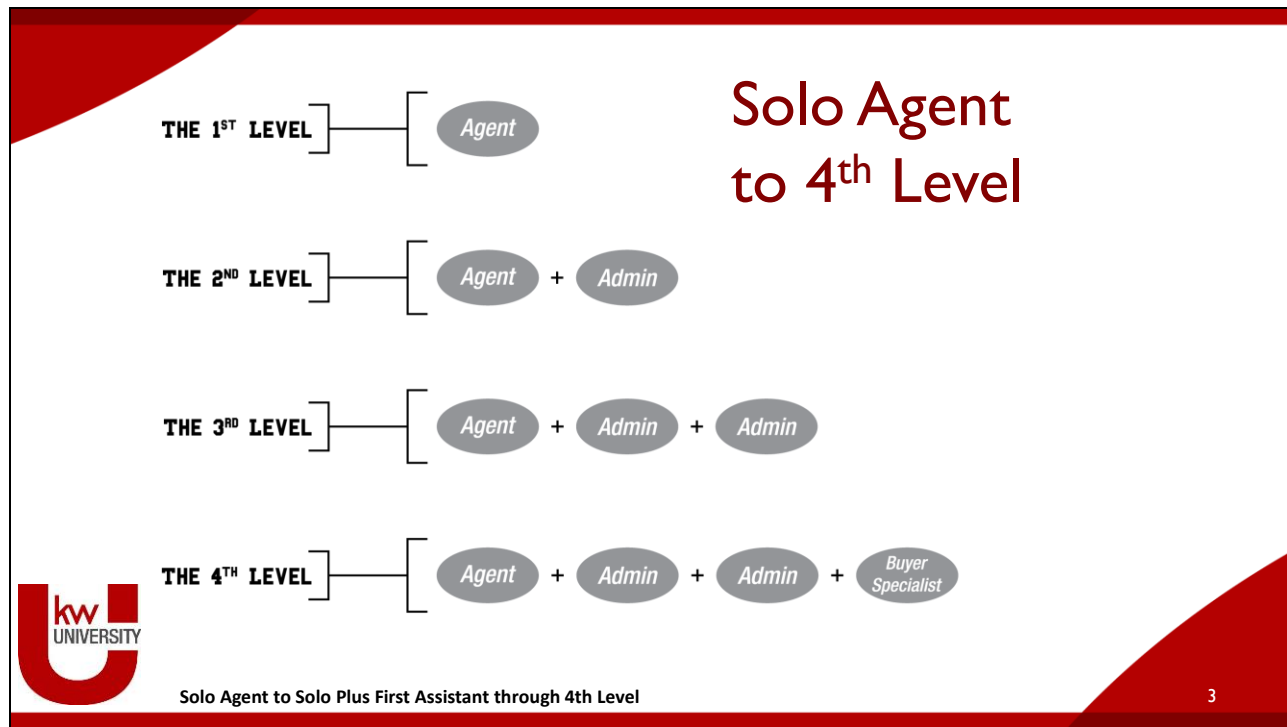 Solo Agent
to 4th Level
THE 1ST LEVEL Agent
THE 2ND LEVEL Agent + Admin
THE 3RD LEVEL Agent + Admin + Admin
THE 4TH LEVEL Agent + Admin + Admin + Buyer Specialist
kw
UNIVERSITY
Solo Agent to Solo Plus First Assistant through 4th Level
3